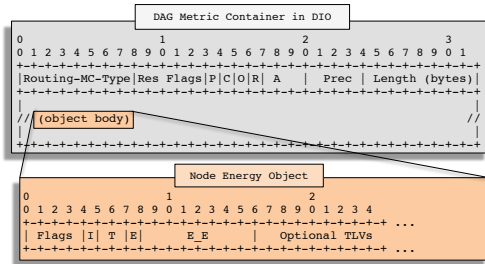 DAG Metric Container in DIO
0 1 2 3
0 1 2 3 4 5 6 7 8 9 0 1 2 3 4 5 6 7 8 9 0 1 2 3 4 5 6 7 8 9 0 1
+-+-+-+-+-+-+-+-+-+-+-+-+-+-+-+-+-+-+-+-+-+-+-+-+-+-+-+-+-+-+-+-+
|Routing-MC-Type|Res Flags|P|C|O|R| A | Prec | Length (bytes)|
+-+-+-+-+-+-+-+-+-+-+-+-+-+-+-+-+-+-+-+-+-+-+-+-+-+-+-+-+-+-+-+-+
| |
// (object body) //
| |
+-+-+-+-+-+-+-+-+-+-+-+-+-+-+-+-+-+-+-+-+-+-+-+-+-+-+-+-+-+-+-+-+
Node Energy Object
0 1 2
0 1 2 3 4 5 6 7 8 9 0 1 2 3 4 5 6 7 8 9 0 1 2 3 4
+-+-+-+-+-+-+-+-+-+-+-+-+-+-+-+-+-+-+-+-+-+-+-+-+-+ ...
| Flags |I| T |E| E_E | Optional TLVs
+-+-+-+-+-+-+-+-+-+-+-+-+-+-+-+-+-+-+-+-+-+-+-+-+-+ ...